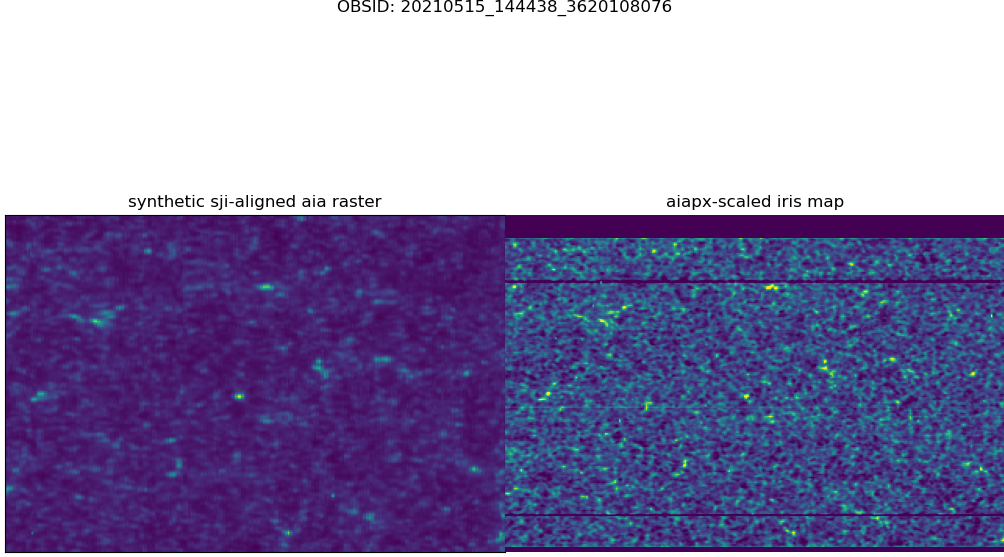 OBSID: 20210515_144438_3620108076
synthetic sji-aligned aia raster
aiapx-scaled iris map